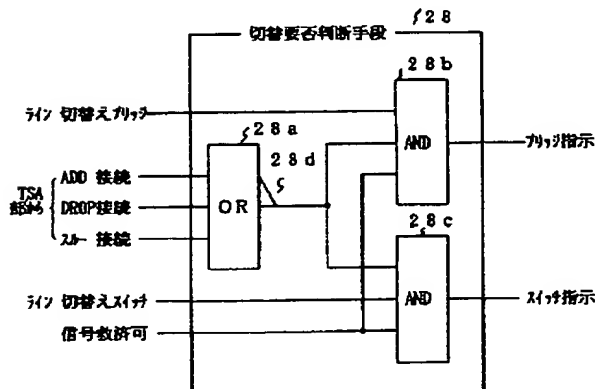 28
切替要否判断手段
28b
ライン 切替えブリッジ
AND
ブリッジ指示
28a
28d
TSA
部から
ADD 接続
DROP接続
スルー 接続
OR
28c
AND
ライン 切替えスイッチ
スイッチ指示
信号救済可